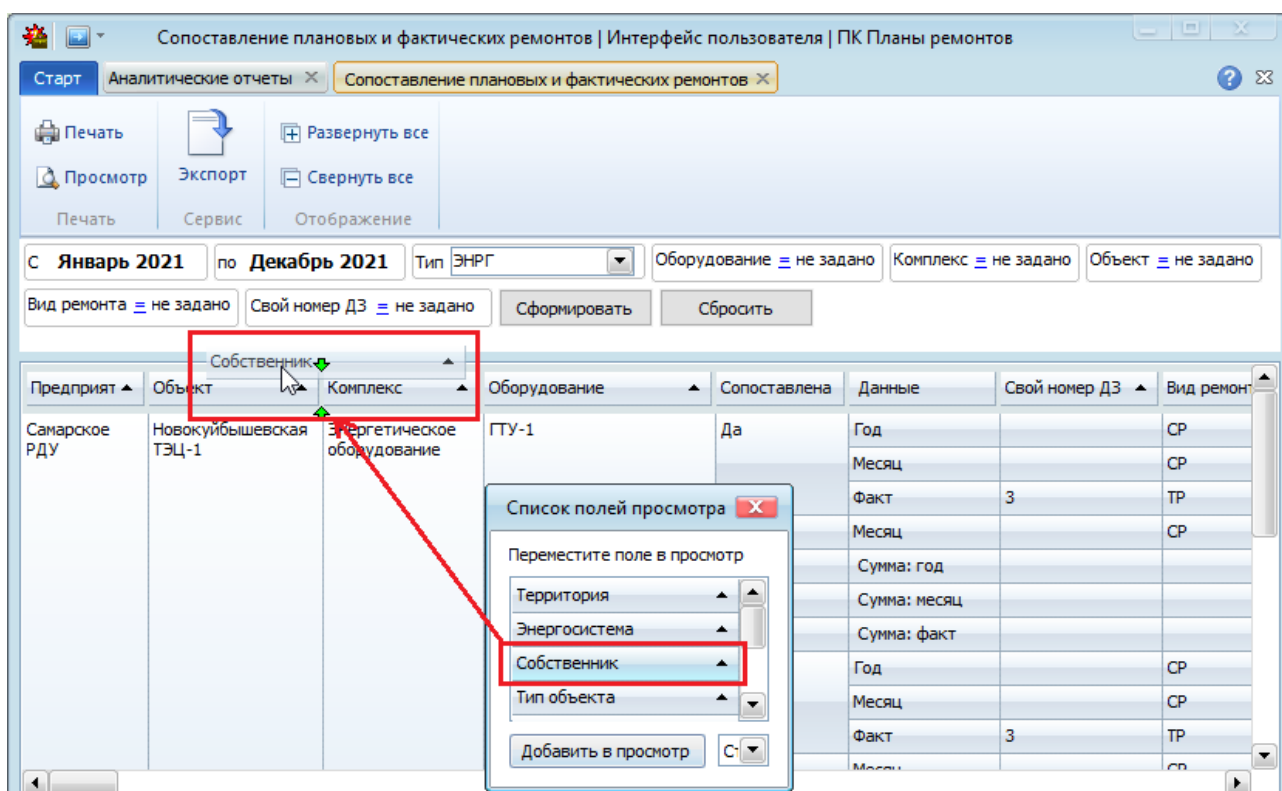 Сопоставление плановых и фактических ремонтов | Интерфейс пользователя | ПК Планы ремонтов
Старт Аналитические отчеты Сопоставление плановых и фактических ремонтов
Печать
Просмотр
Экспорт
Развернуть все
Свернуть все
Печать Сервис Отображение
С Январь 2021 по Декабрь 2021 Тип ЭНРГ Оборудование = не задано Комплекс = не задано Объект = не задано
Вид ремонта = не задано Свой номер ДЗ = не задано Сформировать Сбросить
Собственник
Предприят Объект Комплекс Оборудование Сопоставлена Данные Свой номер ДЗ Вид ремонт
Самарское РДУ
Новокуйбышевская ТЭЦ-1
Энергетическое оборудование
ГТУ-1 Да Год СР
Месяц СР
Факт 3 ТР
Месяц СР
Сумма: год
Сумма: месяц
Сумма: факт
Год СР
Месяц СР
Факт 3 ТР
Месяц СР
Список полей просмотра
Переместите поле в просмотр
Территория
Энергосистема
Собственник
Тип объекта
Добавить в просмотр